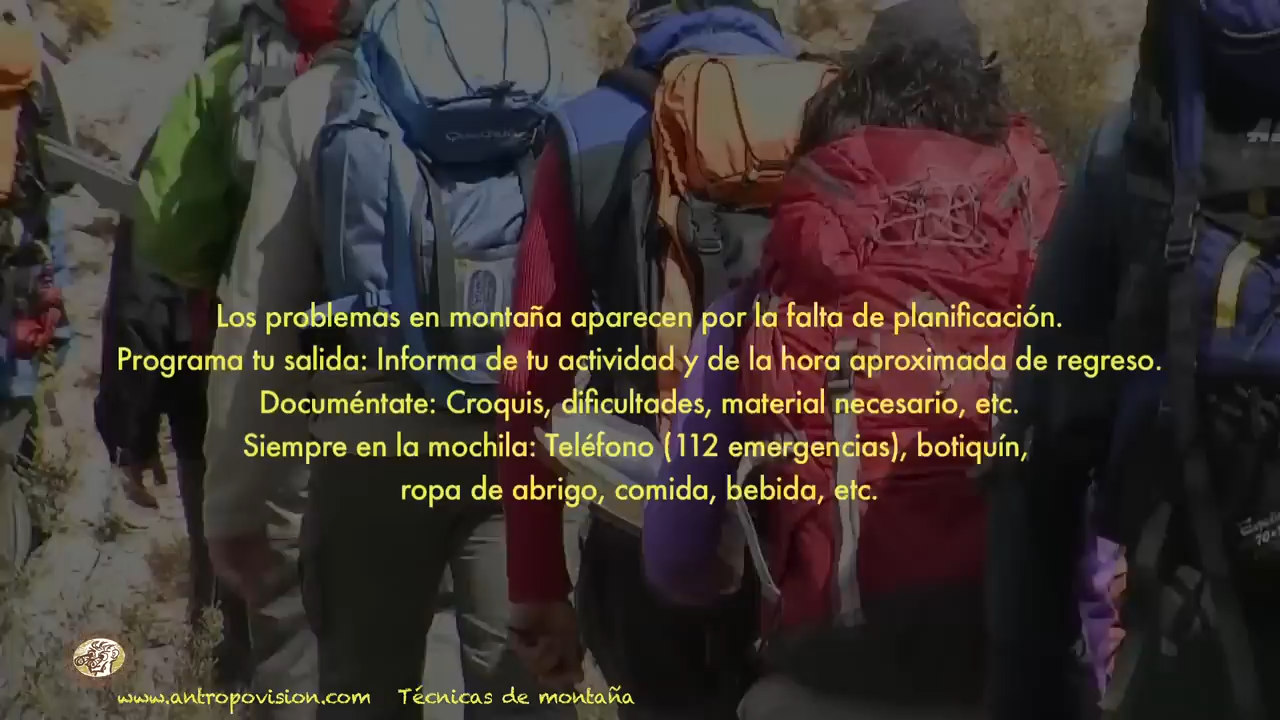 Quechua
Los problemas en montaña aparecen por la falta de planificación.
Programa tu salida: Informa de tu actividad y de la hora aproximada de regreso.
Documéntate: Croquis, dificultades, material necesario, etc.
Siempre en la mochila: Teléfono (112 emergencias), botiquín,
ropa de abrigo, comida, bebida, etc.
www.antropovision.com Técnicas de montaña